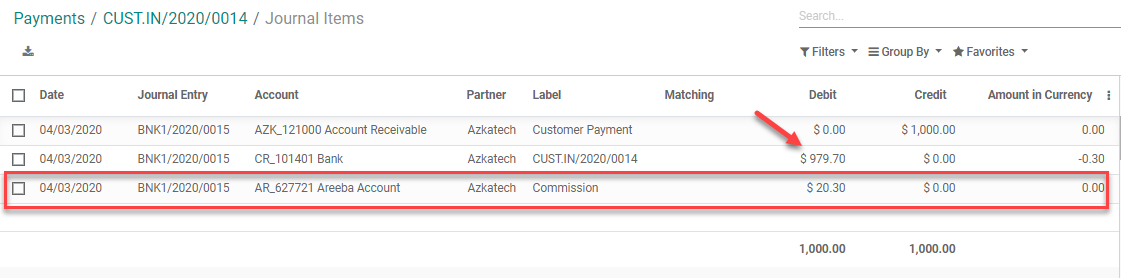 Payments / CUST.IN/2020/0014 / Journal Items
Search...
Filters Group By Favorites
Date Journal Entry Account Partner Label Matching Debit Credit Amount in Currency
04/03/2020 BNK1/2020/0015 AZK_121000 Account Receivable Azkatech Customer Payment $ 0.00 $ 1,000.00 0.00
04/03/2020 BNK1/2020/0015 CR_101401 Bank Azkatech CUST.IN/2020/0014 $ 979.70 $ 0.00 -0.30
04/03/2020 BNK1/2020/0015 AR_627721 Areeba Account Azkatech Commission $ 20.30 $ 0.00 0.00
1,000.00 1,000.00